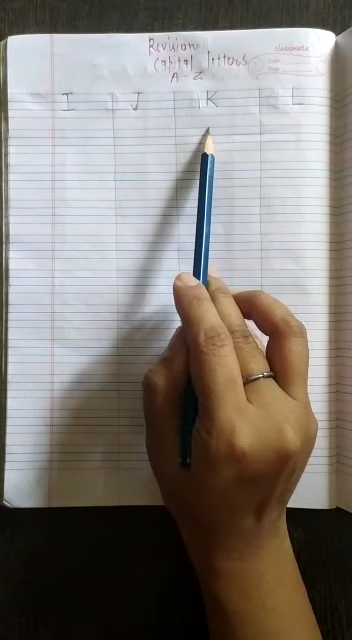 Revision
Capital letters
A - Z
classmate
I J K L